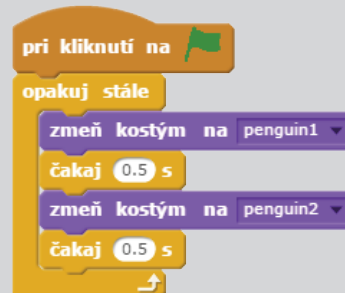 pri kliknutí na
opakuj stále
zmeň kostým na penguin1
čakaj 0.5 s
zmeň kostým na penguin2
čakaj 0.5 s